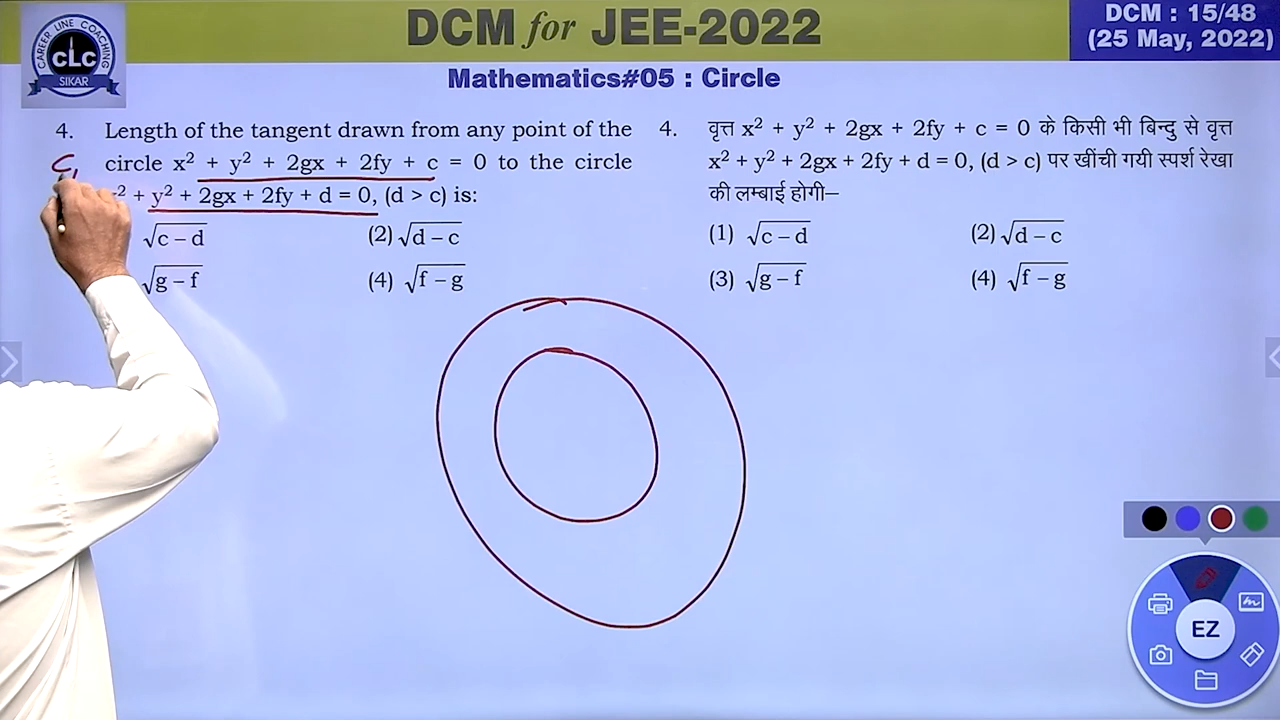 DCM for JEE-2022
DCM : 15/48
(25 May, 2022)
CAREER LINE COACHING
CLC
SIKAR
Mathematics#05 : Circle
4. Length of the tangent drawn from any point of the
circle x² + y² + 2gx + 2fy + c = 0 to the circle
+ y² + 2gx + 2fy + d = 0, (d > c) is:
√c – d (2) √d – c
√g – f (4) √f – g
C₁
4. वृत्त x² + y² + 2gx + 2fy + c = 0 के किसी भी बिन्दु से वृत्त
x² + y² + 2gx + 2fy + d = 0, (d > c) पर खींची गयी स्पर्श रेखा
की लम्बाई होगी–
(1) √c – d (2) √d – c
(3) √g – f (4) √f – g
EZ